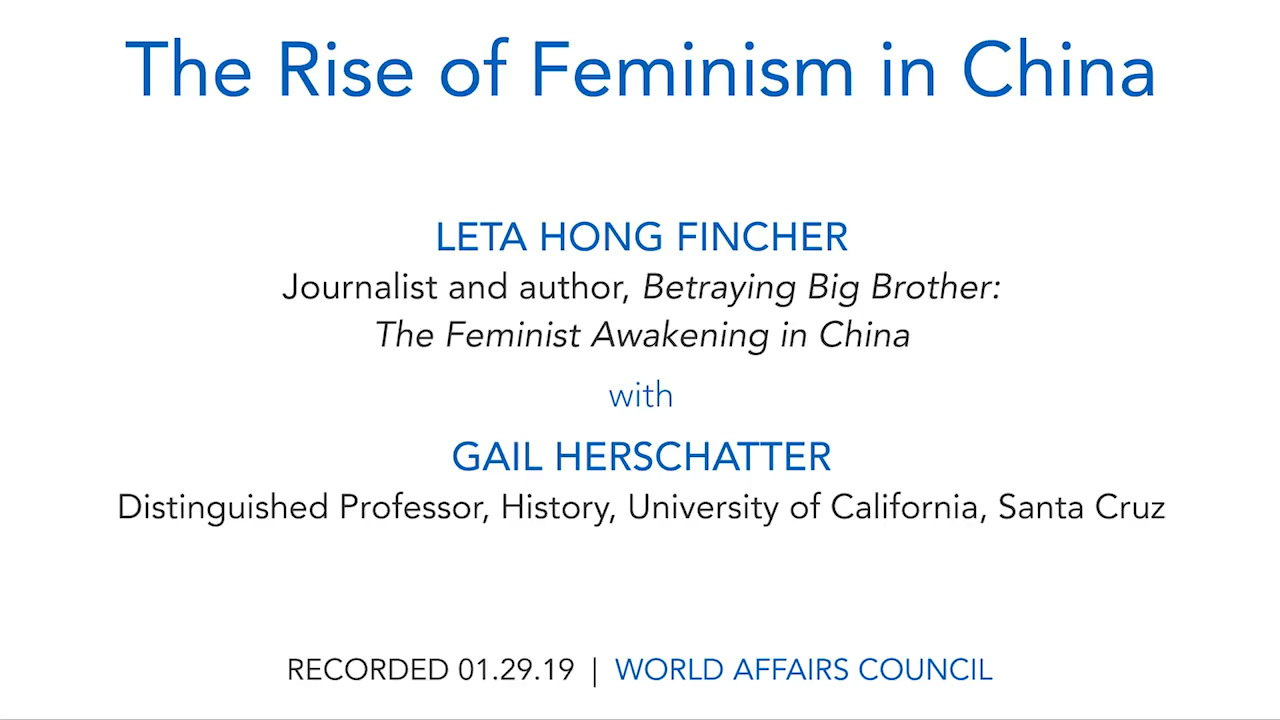 The Rise of Feminism in China
LETA HONG FINCHER
Journalist and author, Betraying Big Brother:
The Feminist Awakening in China
with
GAIL HERSCHATTER
Distinguished Professor, History, University of California, Santa Cruz
RECORDED 01.29.19 | WORLD AFFAIRS COUNCIL